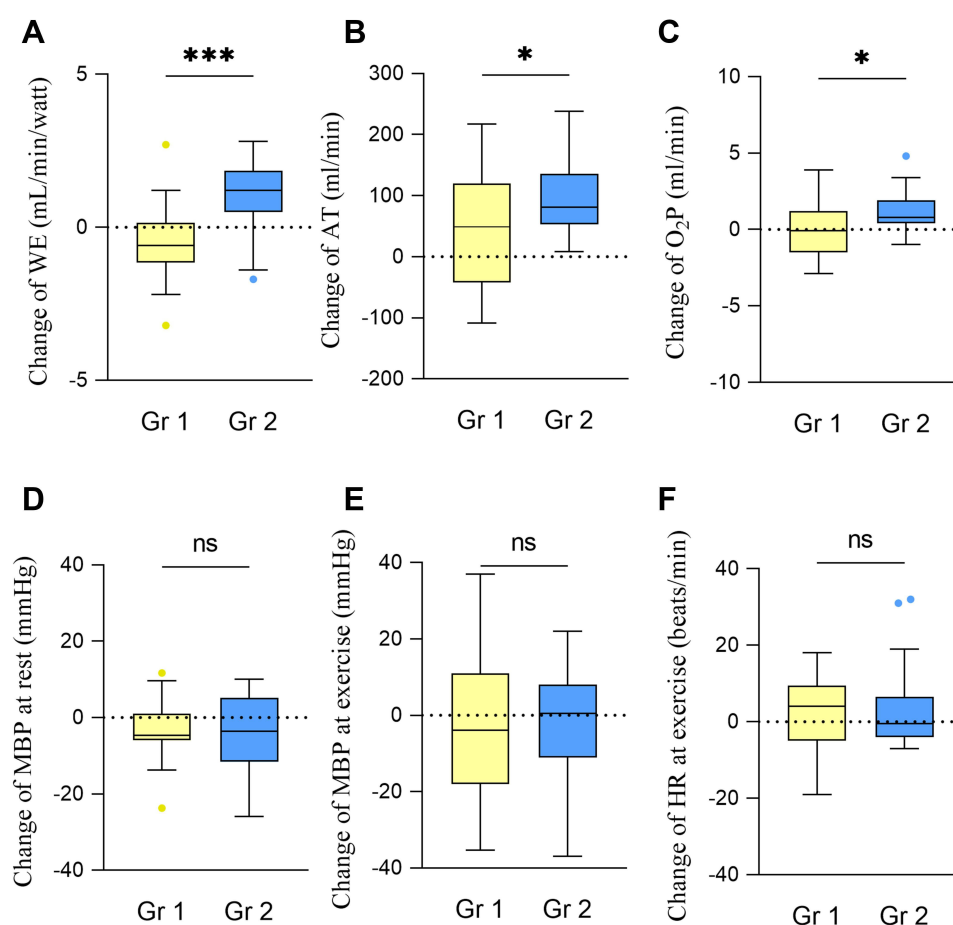 A
***
Change of WE (mL/min/watt)
5
0
-5
Gr 1
Gr 2
B
*
Change of AT (ml/min)
300
200
100
0
-100
-200
Gr 1
Gr 2
C
*
Change of O₂P (ml/min)
10
5
0
-5
-10
Gr 1
Gr 2
D
ns
Change of MBP at rest (mmHg)
40
20
0
-20
-40
Gr 1
Gr 2
E
ns
Change of MBP at exercise (mmHg)
40
20
0
-20
-40
Gr 1
Gr 2
F
ns
Change of HR at exercise (beats/min)
40
20
0
-20
-40
Gr 1
Gr 2